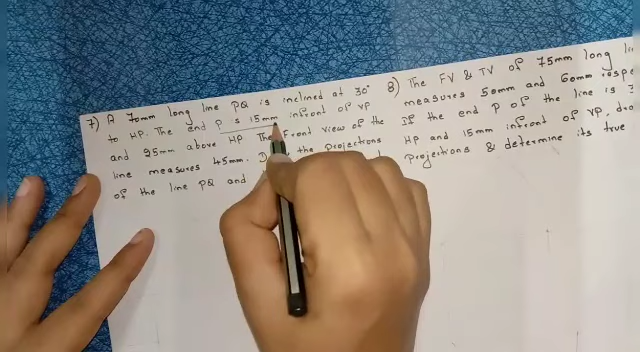 7) A 70mm long line PQ is inclined at 30°
to HP. The end P is 15mm infront of VP
and 25mm above HP The Front view of the
line measures 45mm. the projections
of the line PQ and
8) The FV & TV of 75mm long
measures 50mm and 60mm
If the end P of the line is
HP and 15mm infront of VP.
projections & determine its true